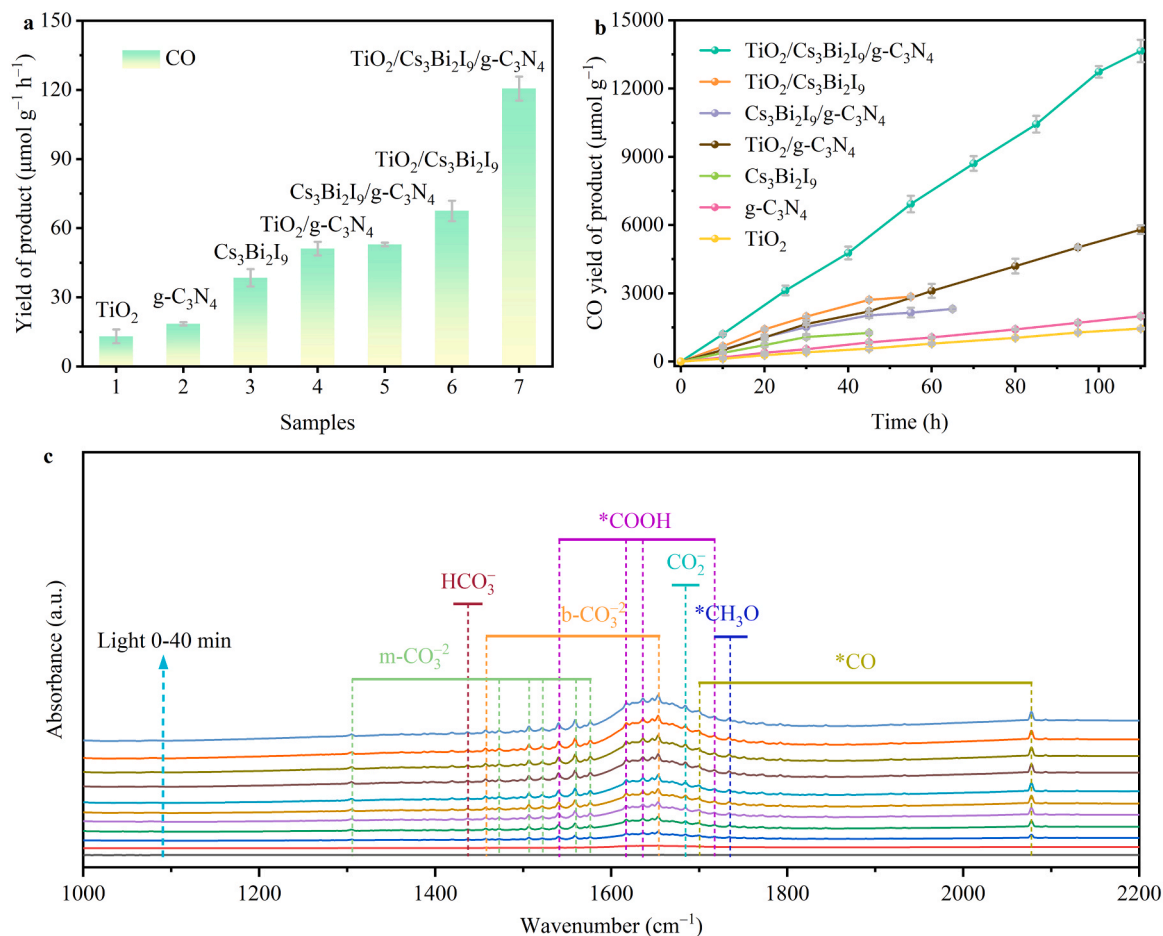 a
150
120
90
60
30
0
Yield of product (μmol g⁻¹ h⁻¹)
CO
TiO₂
g-C₃N₄
Cs₃Bi₂I₉
TiO₂/g-C₃N₄
Cs₃Bi₂I₉/g-C₃N₄
TiO₂/Cs₃Bi₂I₉
TiO₂/Cs₃Bi₂I₉/g-C₃N₄
1 2 3 4 5 6 7
Samples
b
15000
12000
9000
6000
3000
0
CO yield of product (μmol g⁻¹)
TiO₂/Cs₃Bi₂I₉/g-C₃N₄
TiO₂/Cs₃Bi₂I₉
Cs₃Bi₂I₉/g-C₃N₄
TiO₂/g-C₃N₄
Cs₃Bi₂I₉
g-C₃N₄
TiO₂
0 20 40 60 80 100
Time (h)
c
Absorbance (a.u.)
*COOH
HCO₃⁻
CO₂⁻
b-CO₃⁻²
*CH₃O
Light 0-40 min
m-CO₃⁻²
*CO
1000 1200 1400 1600 1800 2000 2200
Wavenumber (cm⁻¹)